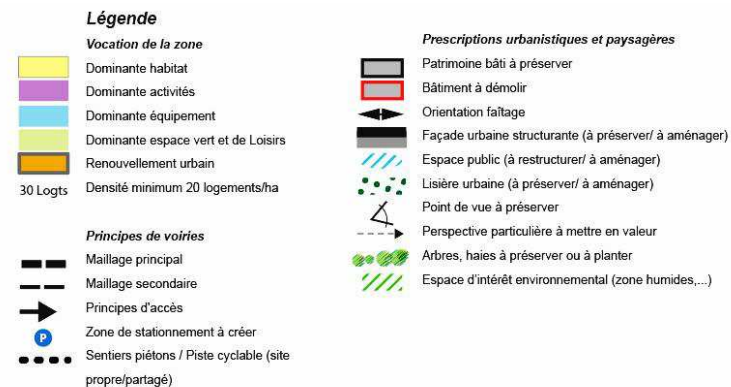 Légende
Vocation de la zone
Dominante habitat
Dominante activités
Dominante équipement
Dominante espace vert et de Loisirs
Renouvellement urbain
30 Logts Densité minimum 20 logements/ha
Principes de voiries
Maillage principal
Maillage secondaire
Principes d'accès
P Zone de stationnement à créer
Sentiers piétons / Piste cyclable (site
propre/partagé)
Prescriptions urbanistiques et paysagères
Patrimoine bâti à préserver
Bâtiment à démolir
Orientation faîtage
Façade urbaine structurante (à préserver/ à aménager)
Espace public (à restructurer/ à aménager)
Lisière urbaine (à préserver/ à aménager)
Point de vue à préserver
Perspective particulière à mettre en valeur
Arbres, haies à préserver ou à planter
Espace d'intérêt environnemental (zone humides,...)